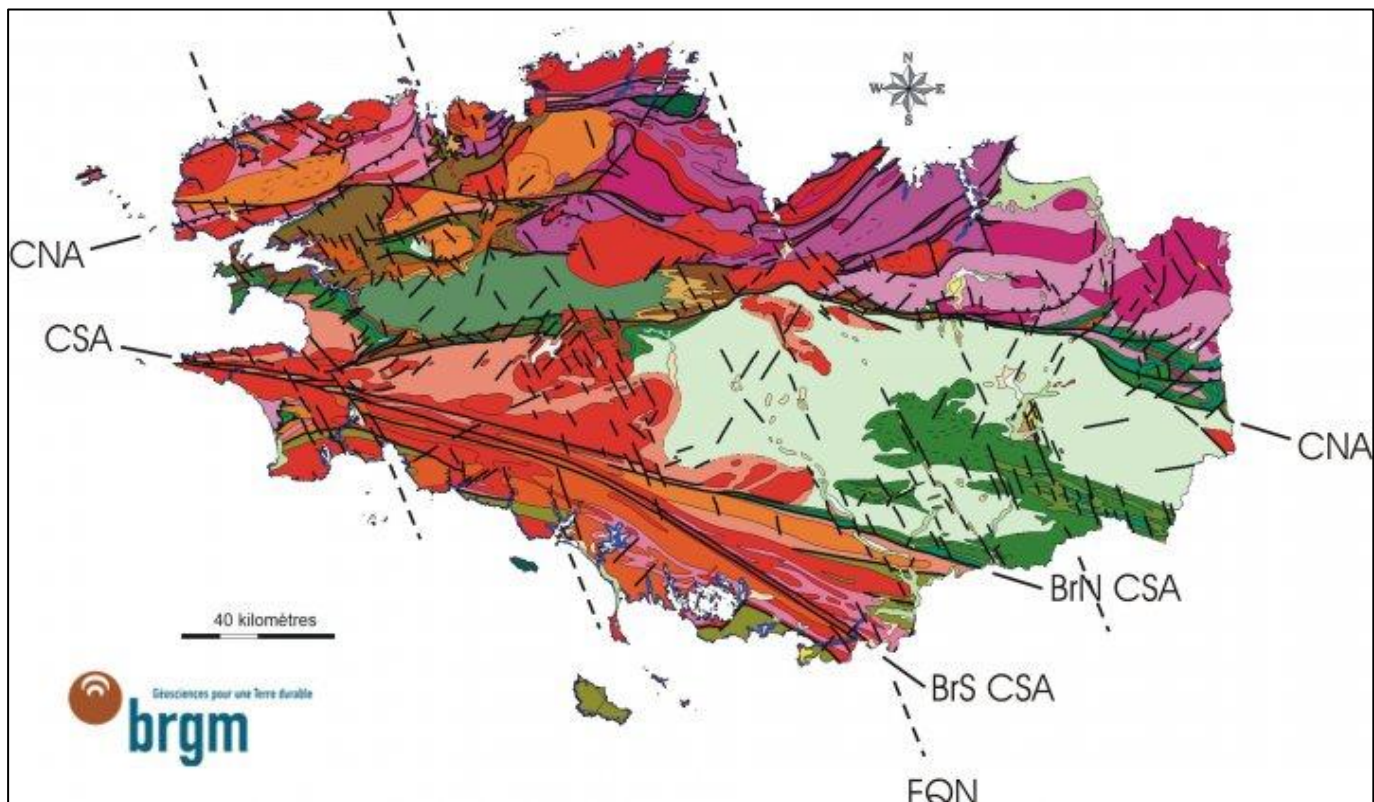 N
W E
S
CNA
CSA
CNA
BrN CSA
40 kilomètres
BrS CSA
Géosciences pour une Terre durable
brgm
FQN